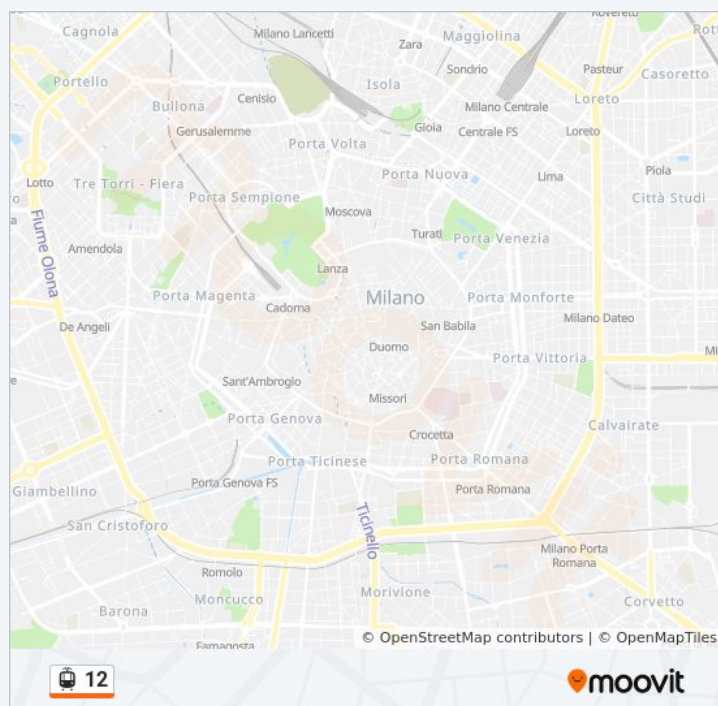 Rovereto
Cagnola
Milano Lancetti
Maggiolina
Zara
Sondrio
Pasteur
Casoretto
Portello
Isola
Cenisio
Bullona
Milano Centrale
Loreto
Gerusalemme
Gioia
Centrale FS
Loreto
Porta Volta
Piola
Lotto
Tre Torri - Fiera
Porta Nuova
Lima
Porta Sempione
Città Studi
Moscova
Fiume Olona
Turati
Porta Venezia
Amendola
Lanza
Porta Magenta
Milano
Porta Monforte
Cadorna
De Angeli
San Babila
Milano Dateo
Duomo
Porta Vittoria
Sant'Ambrogio
Missori
Porta Genova
Crocetta
Calvairate
Porta Ticinese
Porta Romana
Giambellino
Porta Genova FS
Porta Romana
San Cristoforo
Ticinello
Milano Porta
Romana
Romolo
Moncucco
Morivione
Barona
Corvetto
Famagosta
© OpenStreetMap contributors | © OpenMapTiles
12
moovit